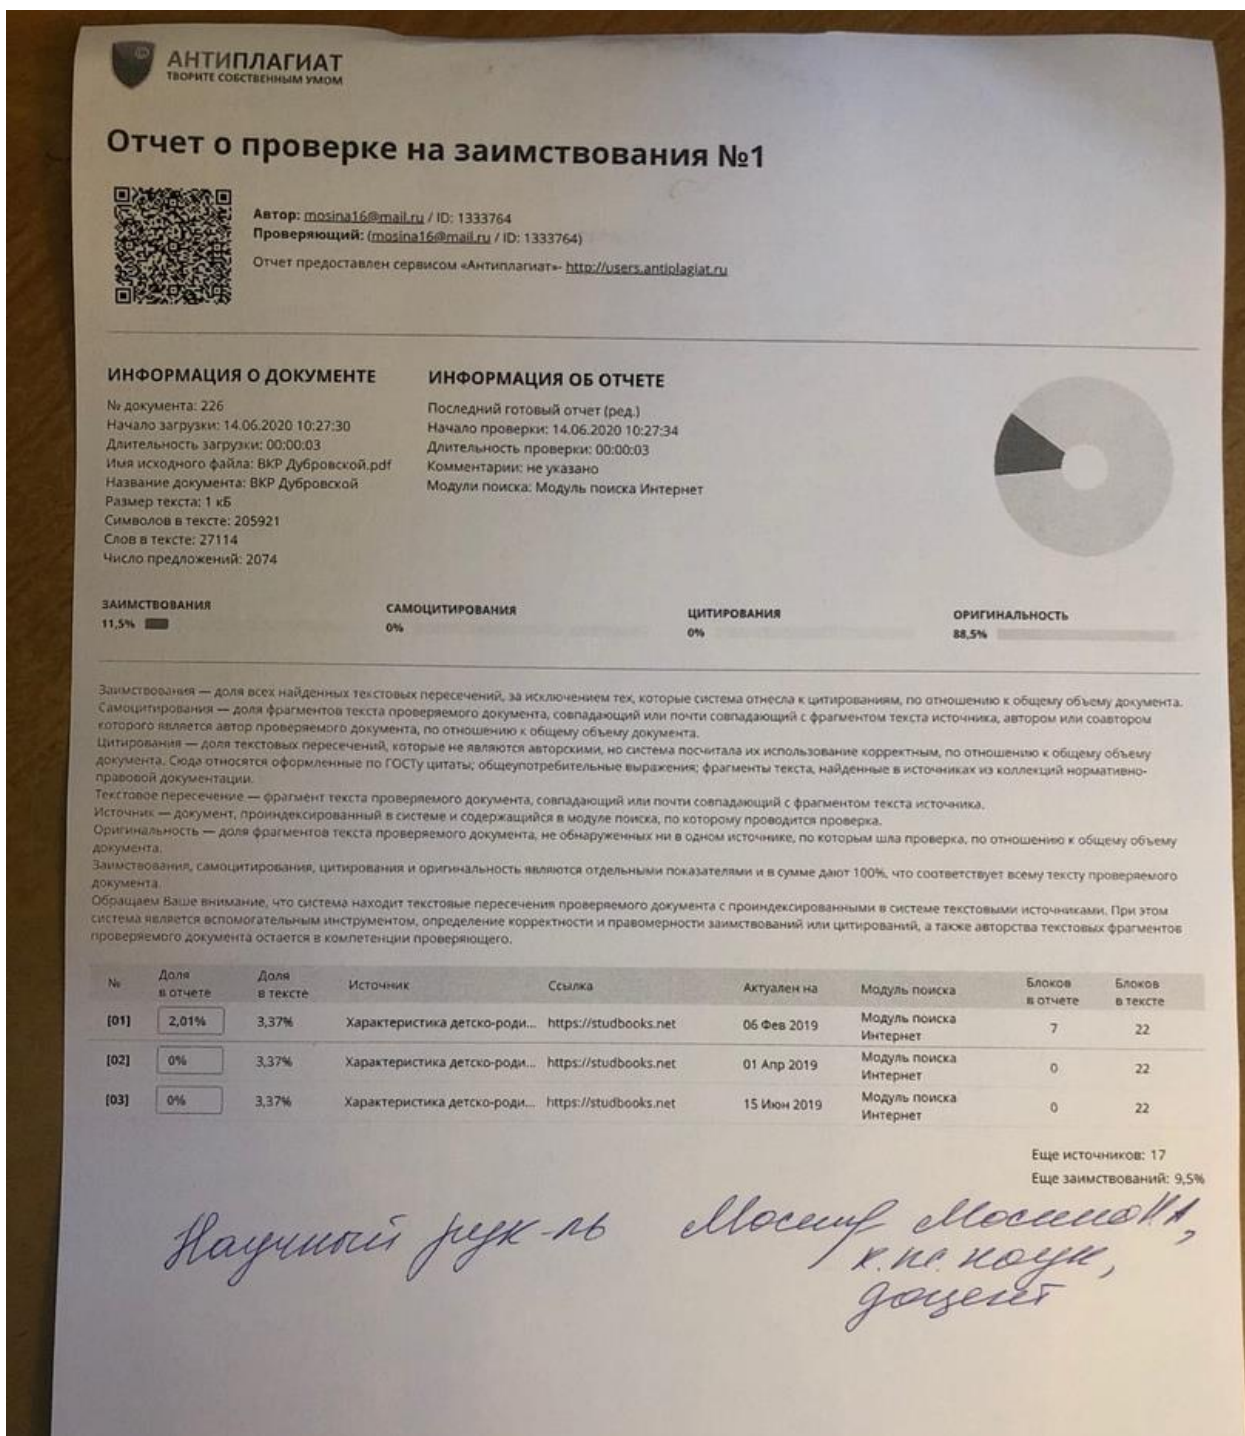 АНТИПЛАГИАТ
ТВОРИТЕ СОБСТВЕННЫМ УМОМ
Отчет о проверке на заимствования №1
Автор: mosina16@mail.ru / ID: 1333764
Проверяющий: (mosina16@mail.ru / ID: 1333764)
Отчет предоставлен сервисом «Антиплагиат»- http://users.antiplagiat.ru
ИНФОРМАЦИЯ О ДОКУМЕНТЕ
№ документа: 226
Начало загрузки: 14.06.2020 10:27:30
Длительность загрузки: 00:00:03
Имя исходного файла: ВКР Дубровской.pdf
Название документа: ВКР Дубровской
Размер текста: 1 кБ
Символов в тексте: 205921
Слов в тексте: 27114
Число предложений: 2074
ИНФОРМАЦИЯ ОБ ОТЧЕТЕ
Последний готовый отчет (ред.)
Начало проверки: 14.06.2020 10:27:34
Длительность проверки: 00:00:03
Комментарии: не указано
Модули поиска: Модуль поиска Интернет
ЗАИМСТВОВАНИЯ
11,5%
САМОЦИТИРОВАНИЯ
0%
ЦИТИРОВАНИЯ
0%
ОРИГИНАЛЬНОСТЬ
88,5%
Заимствования — доля всех найденных текстовых пересечений, за исключением тех, которые система отнесла к цитированиям, по отношению к общему объему документа.
Самоцитирования — доля фрагментов текста проверяемого документа, совпадающий или почти совпадающий с фрагментом текста источника, автором или соавтором
которого является автор проверяемого документа, по отношению к общему объему документа.
Цитирования — доля текстовых пересечений, которые не являются авторскими, но система посчитала их использование корректным, по отношению к общему объему
документа. Сюда относятся оформленные по ГОСТу цитаты; общеупотребительные выражения; фрагменты текста, найденные в источниках из коллекций нормативно-
правовой документации.
Текстовое пересечение — фрагмент текста проверяемого документа, совпадающий или почти совпадающий с фрагментом текста источника.
Источник — документ, проиндексированный в системе и содержащийся в модуле поиска, по которому проводится проверка.
Оригинальность — доля фрагментов текста проверяемого документа, не обнаруженных ни в одном источнике, по которым шла проверка, по отношению к общему объему
документа.
Заимствования, самоцитирования, цитирования и оригинальность являются отдельными показателями и в сумме дают 100%, что соответствует всему тексту проверяемого
документа.
Обращаем Ваше внимание, что система находит текстовые пересечения проверяемого документа с проиндексированными в системе текстовыми источниками. При этом
система является вспомогательным инструментом, определение корректности и правомерности заимствований или цитирований, а также авторства текстовых фрагментов
проверяемого документа остается в компетенции проверяющего.
№ Доля в отчете Доля в тексте Источник Ссылка Актуален на Модуль поиска Блоков в отчете Блоков в тексте
[01] 2,01% 3,37% Характеристика детско-роди... https://studbooks.net 06 Фев 2019 Модуль поиска Интернет 7 22
[02] 0% 3,37% Характеристика детско-роди... https://studbooks.net 01 Апр 2019 Модуль поиска Интернет 0 22
[03] 0% 3,37% Характеристика детско-роди... https://studbooks.net 15 Июн 2019 Модуль поиска Интернет 0 22
Еще источников: 17
Еще заимствований: 9,5%
Научный рук-ль Мосина Н.А,
к.пс.наук,
доцент